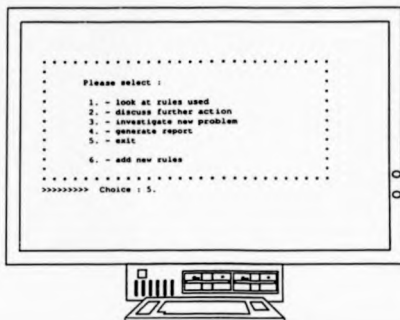 Please select :
1. - look at rules used
2. - discuss further action
3. - investigate new problem
4. - generate report
5. - exit
6. - add new rules
>>>>>>>>> Choice : 5.